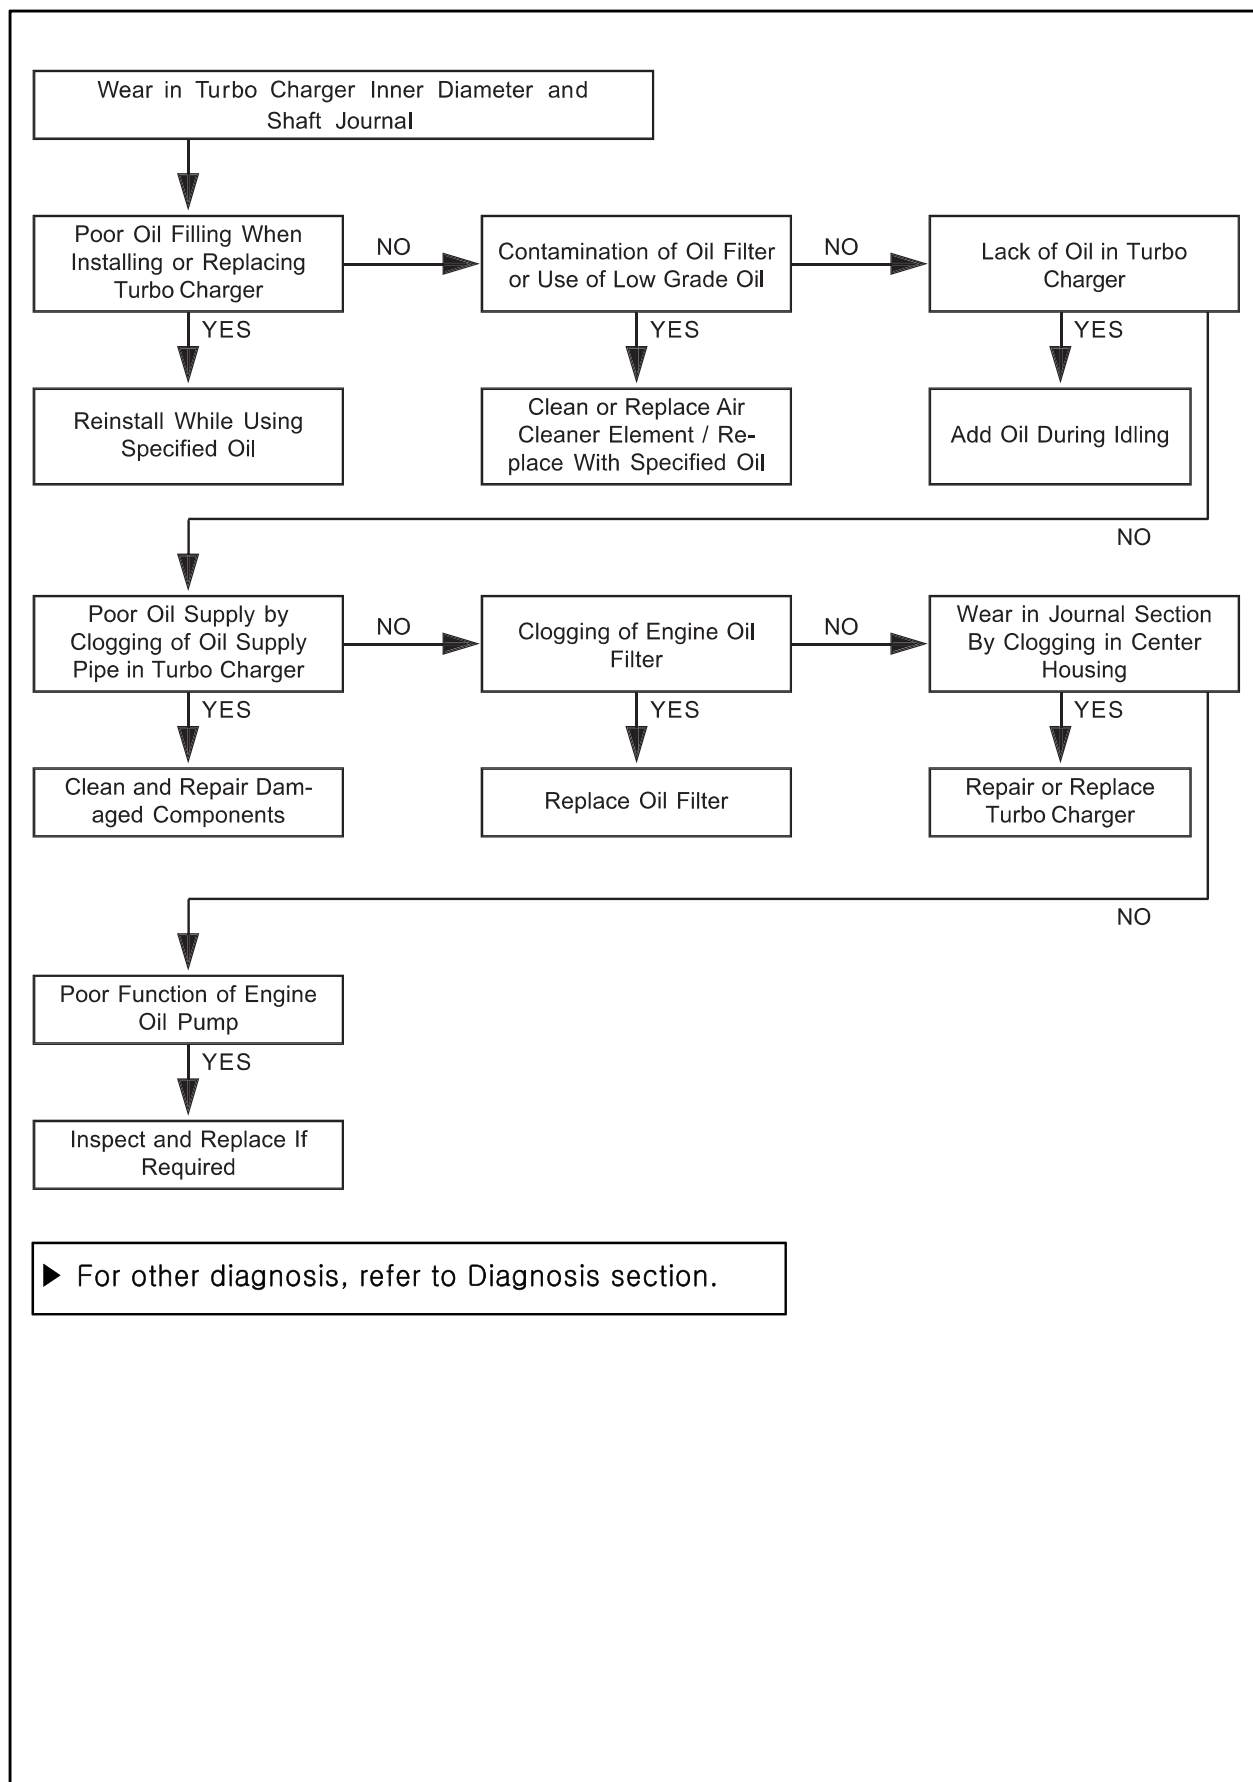 Wear in Turbo Charger Inner Diameter and
Shaft Journal
Poor Oil Filling When
Installing or Replacing
Turbo Charger
NO
Contamination of Oil Filter
or Use of Low Grade Oil
NO
Lack of Oil in Turbo
Charger
YES
YES
YES
Reinstall While Using
Specified Oil
Clean or Replace Air
Cleaner Element / Re-
place With Specified Oil
Add Oil During Idling
NO
Poor Oil Supply by
Clogging of Oil Supply
Pipe in Turbo Charger
NO
Clogging of Engine Oil
Filter
NO
Wear in Journal Section
By Clogging in Center
Housing
YES
YES
YES
Clean and Repair Dam-
aged Components
Replace Oil Filter
Repair or Replace
Turbo Charger
NO
Poor Function of Engine
Oil Pump
YES
Inspect and Replace If
Required
▶ For other diagnosis, refer to Diagnosis section.